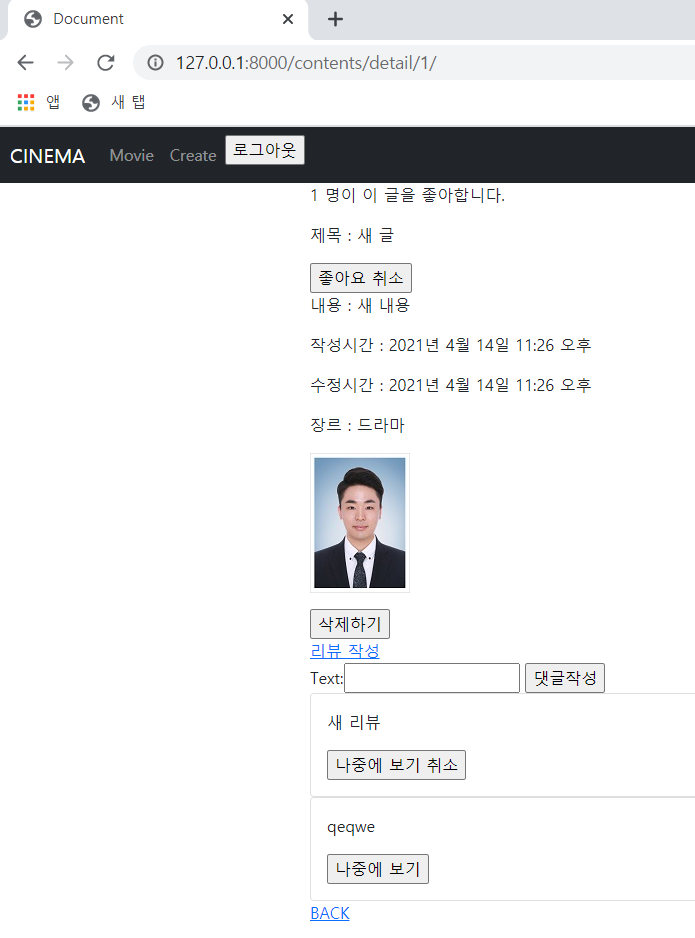 Document
127.0.0.1:8000/contents/detail/1/
앱 새 탭
CINEMA Movie Create 로그아웃
1 명이 이 글을 좋아합니다.
제목 : 새 글
좋아요 취소
내용 : 새 내용
작성시간 : 2021년 4월 14일 11:26 오후
수정시간 : 2021년 4월 14일 11:26 오후
장르 : 드라마
삭제하기
리뷰 작성
Text: 댓글작성
새 리뷰
나중에 보기 취소
qeqwe
나중에 보기
BACK